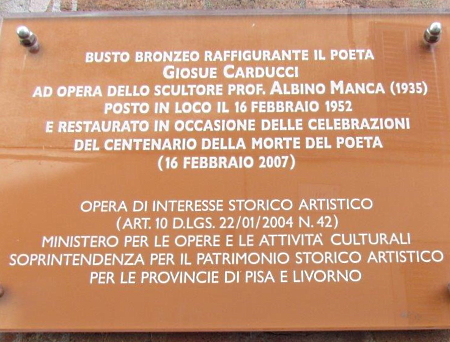 BUSTO BRONZEO RAFFIGURANTE IL POETA
GIOSUE CARDUCCI
AD OPERA DELLO SCULTORE PROF. ALBINO MANCA (1935)
POSTO IN LOCO IL 16 FEBBRAIO 1952
E RESTAURATO IN OCCASIONE DELLE CELEBRAZIONI
DEL CENTENARIO DELLA MORTE DEL POETA
(16 FEBBRAIO 2007)
OPERA DI INTERESSE STORICO ARTISTICO
(ART. 10 D.LGS. 22/01/2004 N. 42)
MINISTERO PER LE OPERE E LE ATTIVITA' CULTURALI
SOPRINTENDENZA PER IL PATRIMONIO STORICO ARTISTICO
PER LE PROVINCIE DI PISA E LIVORNO